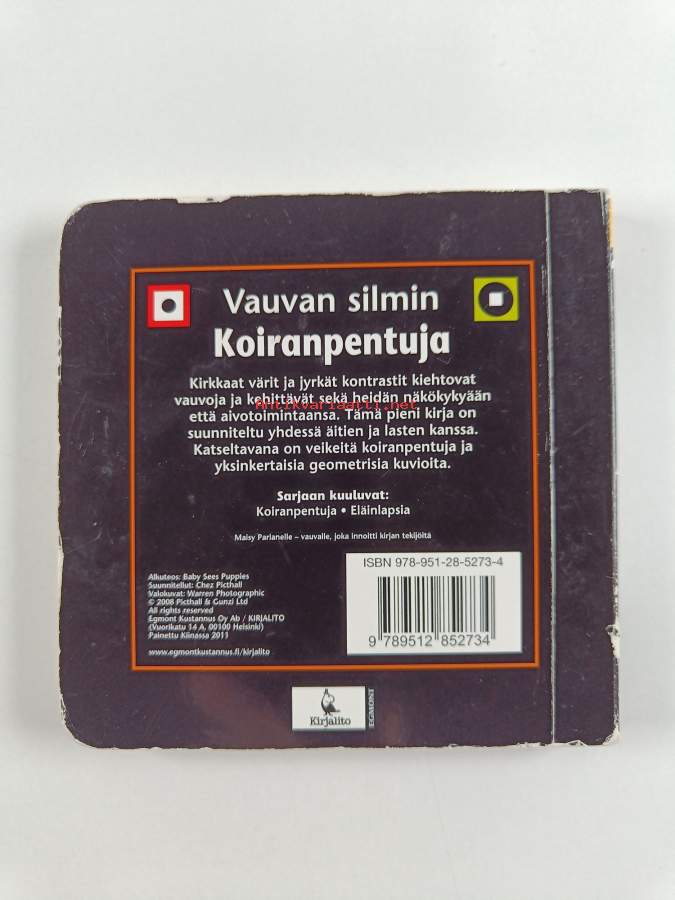 Vauvan silmin
Koiranpentuja
Kirkkaat värit ja jyrkät kontrastit kiehtovat
vauvoja ja kehittävät sekä heidän näkökykyään
että aivotoimintaansa. Tämä pieni kirja on
suunniteltu yhdessä äitien ja lasten kanssa.
Katseltavana on veikeitä koiranpentuja ja
yksinkertaisia geometrisia kuvioita.
Antikvariaatti.net
Sarjaan kuuluvat:
Koiranpentuja • Eläinlapsia
Maisy Parlanelle – vauvalle, joka innoitti kirjan tekijöitä
Alkuteos: Baby Sees Puppies
Suunnitellut: Chez Picthall
Valokuvat: Warren Photographic
© 2008 Picthall & Gunzi Ltd
All rights reserved
Egmont Kustannus Oy Ab / KIRJALITO
(Vuorikatu 14 A, 00100 Helsinki)
Painettu Kiinassa 2011
www.egmontkustannus.fi/kirjalito
ISBN 978-951-28-5273-4
9 789512 852734
Kirjalito
EGMONT